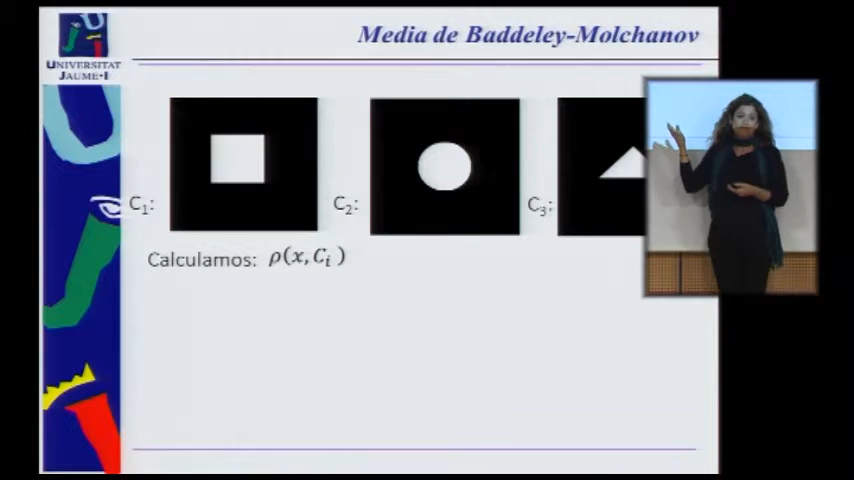 Media de Baddeley-Molchanov
UNIVERSITAT
JAUME·I
C₁:
C₂:
C₃:
Calculamos: ρ(x, Cᵢ )